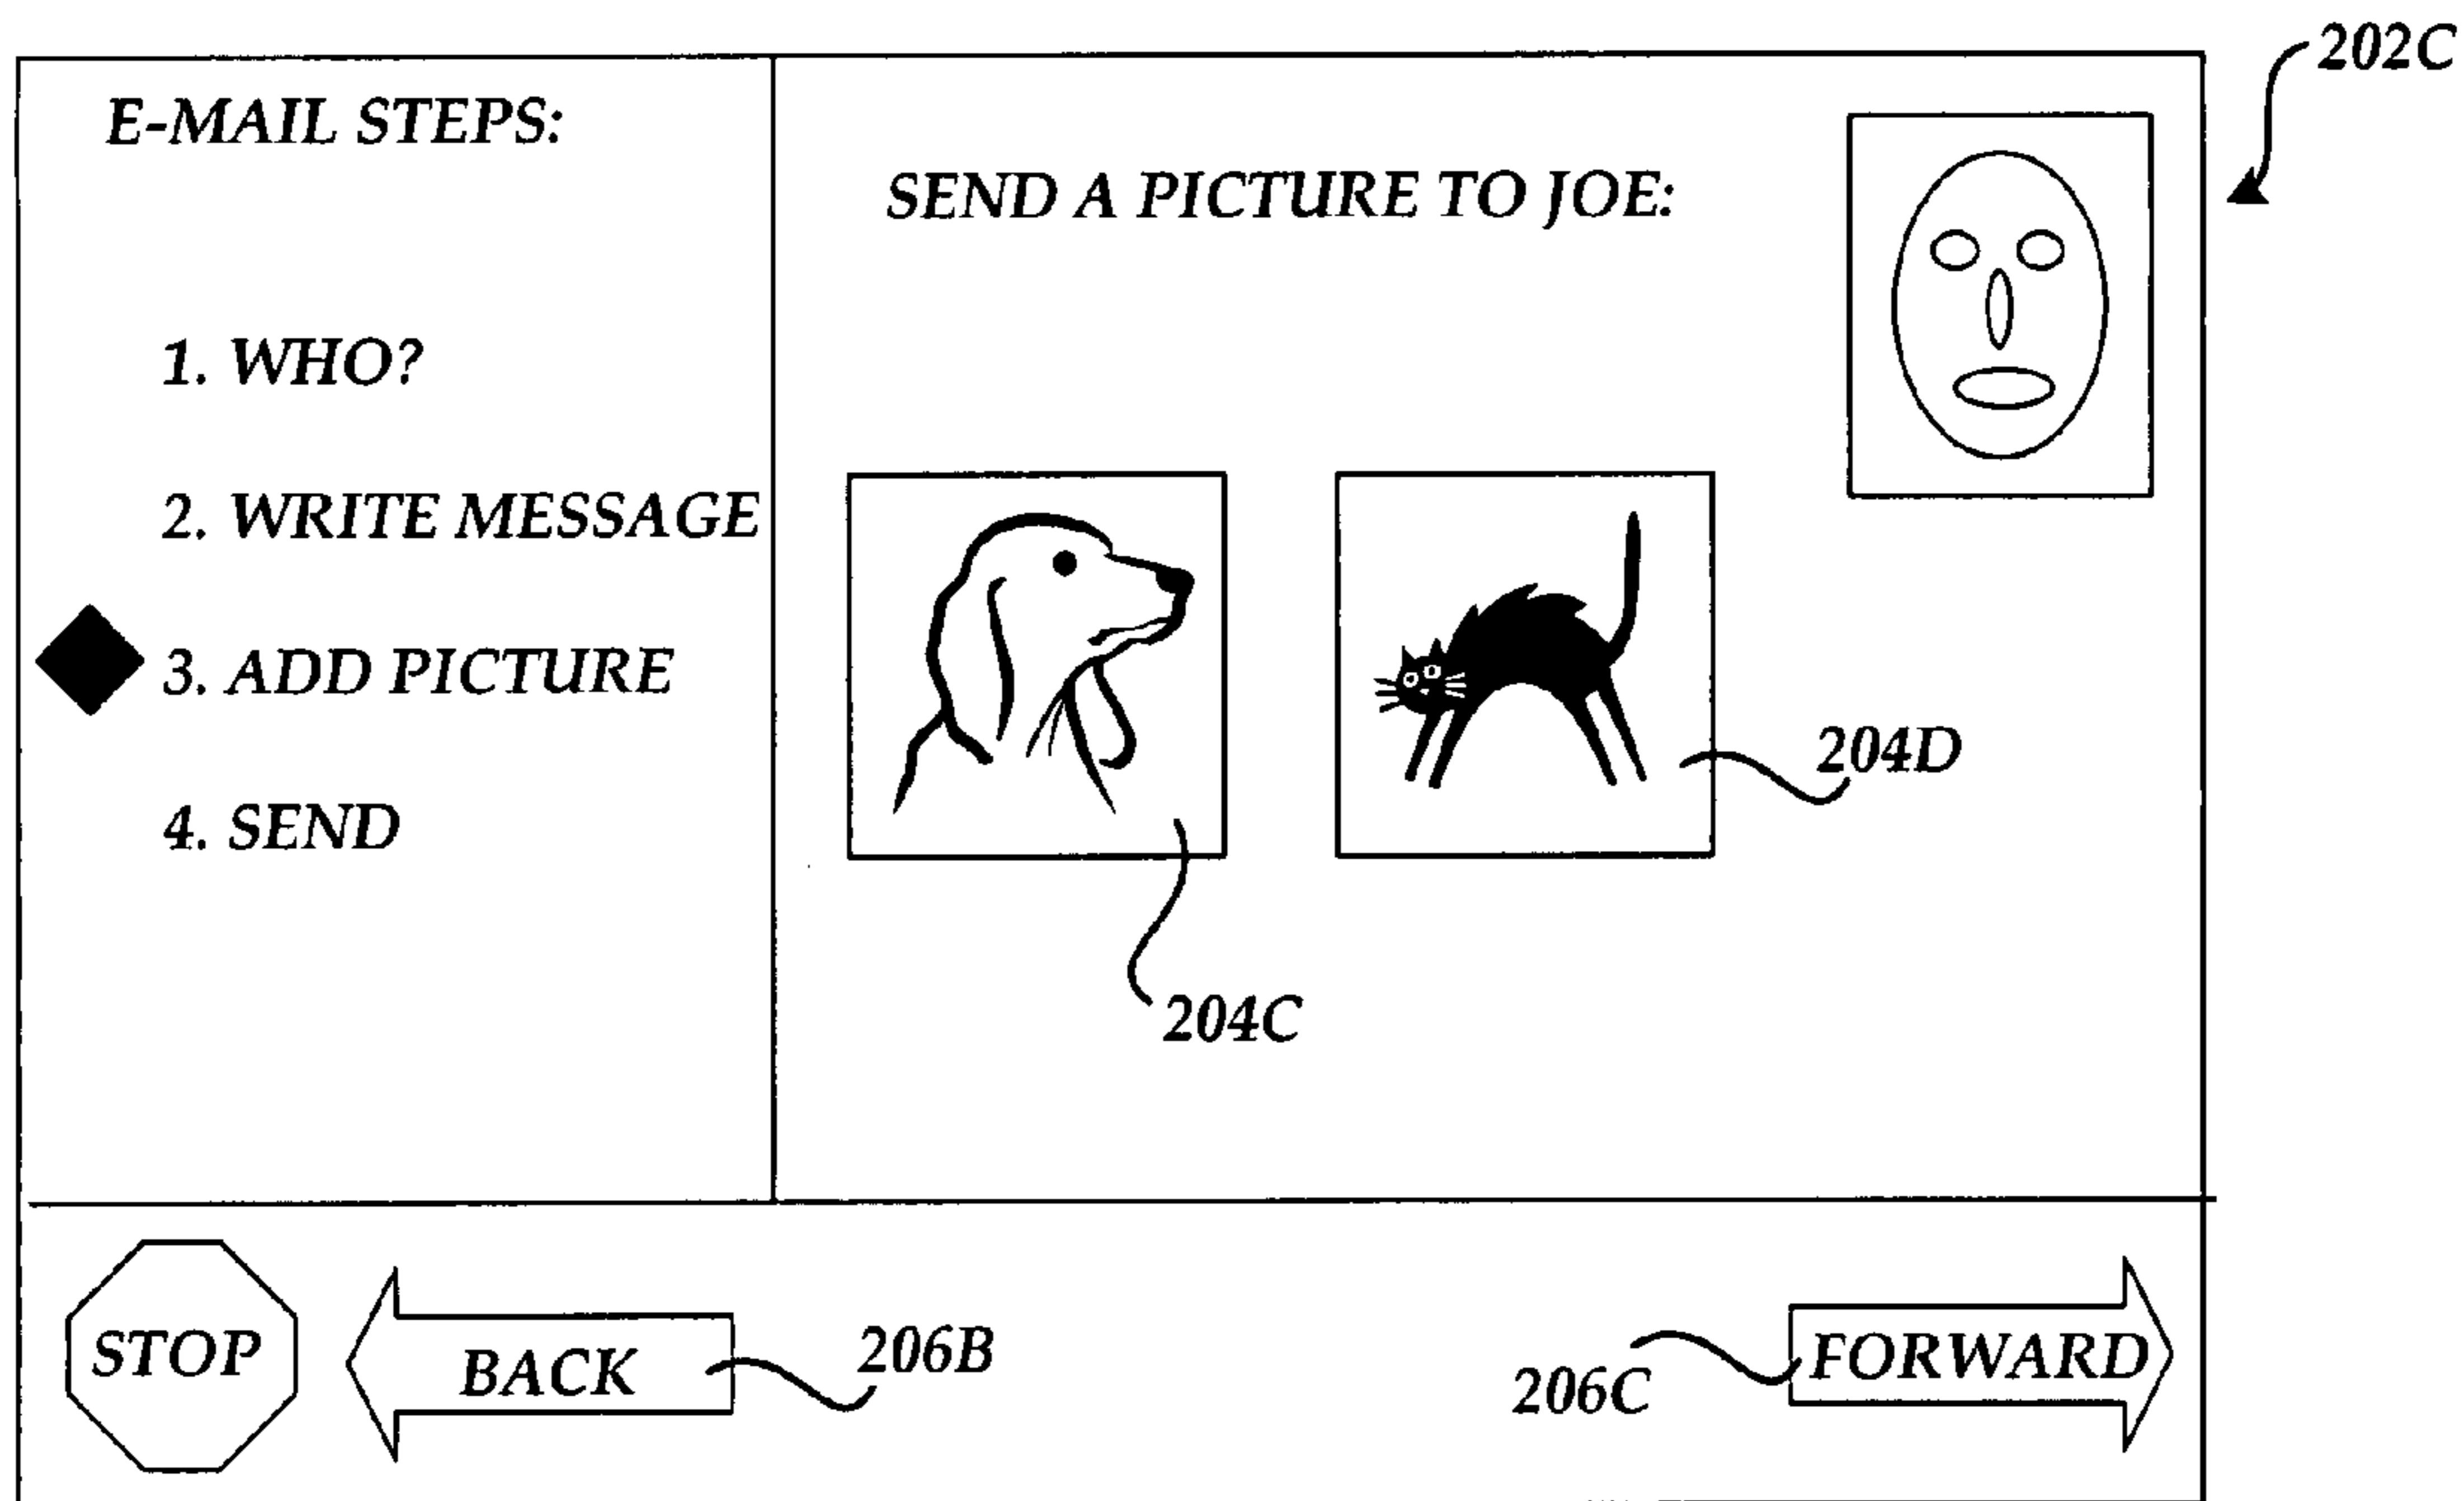 202C
E-MAIL STEPS:
SEND A PICTURE TO JOE:
1. WHO?
2. WRITE MESSAGE
3. ADD PICTURE
4. SEND
204D
204C
STOP
BACK
206B
206C
FORWARD